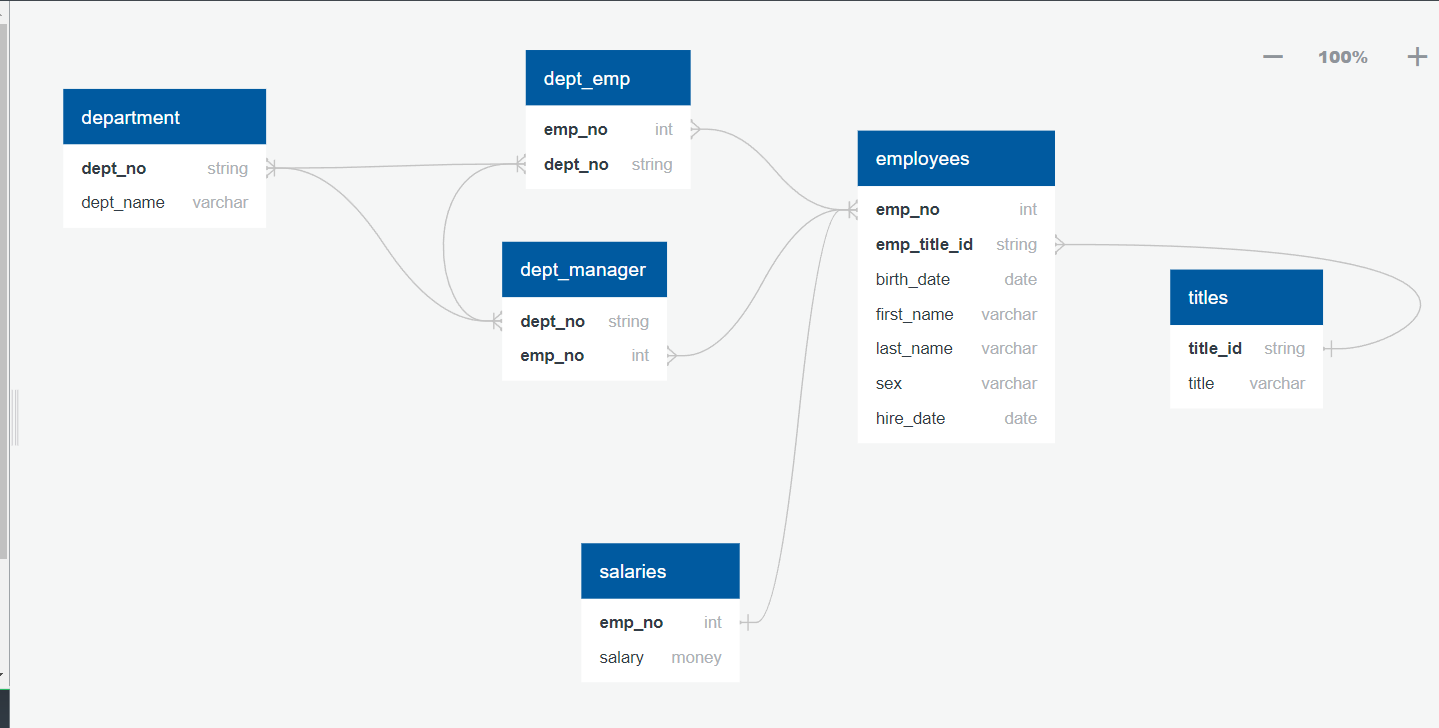 100%
department
dept_no string
dept_name varchar
dept_emp
emp_no int
dept_no string
dept_manager
dept_no string
emp_no int
employees
emp_no int
emp_title_id string
birth_date date
first_name varchar
last_name varchar
sex varchar
hire_date date
titles
title_id string
title varchar
salaries
emp_no int
salary money